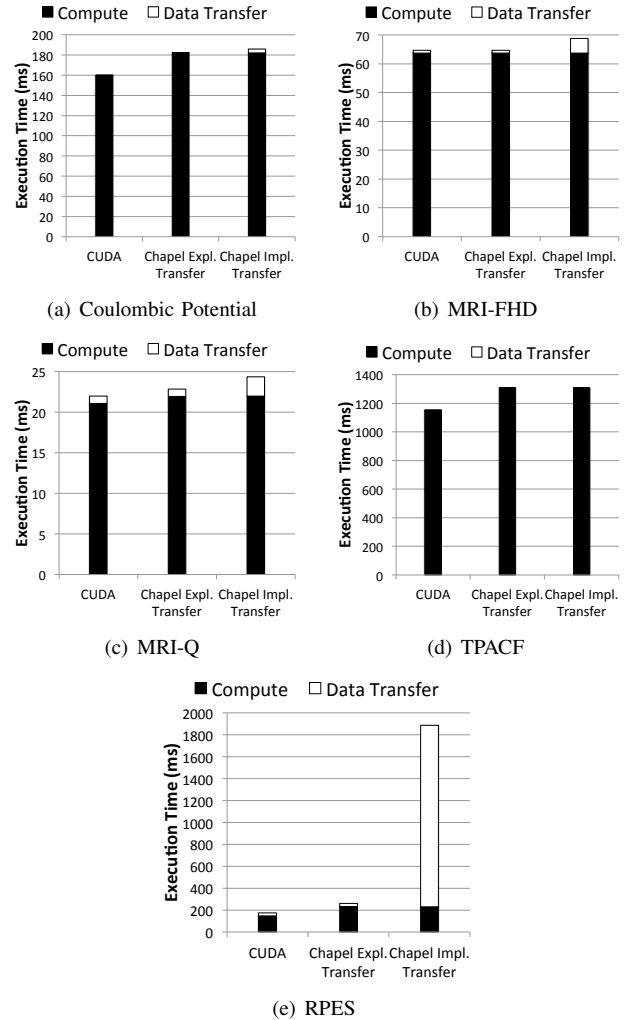 Compute Data Transfer
Execution Time (ms)
200
180
160
140
120
100
80
60
40
20
0
CUDA Chapel Expl. Chapel Impl.
Transfer Transfer
(a) Coulombic Potential
Compute Data Transfer
Execution Time (ms)
70
60
50
40
30
20
10
0
CUDA Chapel Expl. Chapel Impl.
Transfer Transfer
(b) MRI-FHD
Compute Data Transfer
Execution Time (ms)
25
20
15
10
5
0
CUDA Chapel Expl. Chapel Impl.
Transfer Transfer
(c) MRI-Q
Compute Data Transfer
Execution Time (ms)
1400
1200
1000
800
600
400
200
0
CUDA Chapel Expl. Chapel Impl.
Transfer Transfer
(d) TPACF
Compute Data Transfer
Execution Time (ms)
2000
1800
1600
1400
1200
1000
800
600
400
200
0
CUDA Chapel Expl. Chapel Impl.
Transfer Transfer
(e) RPES